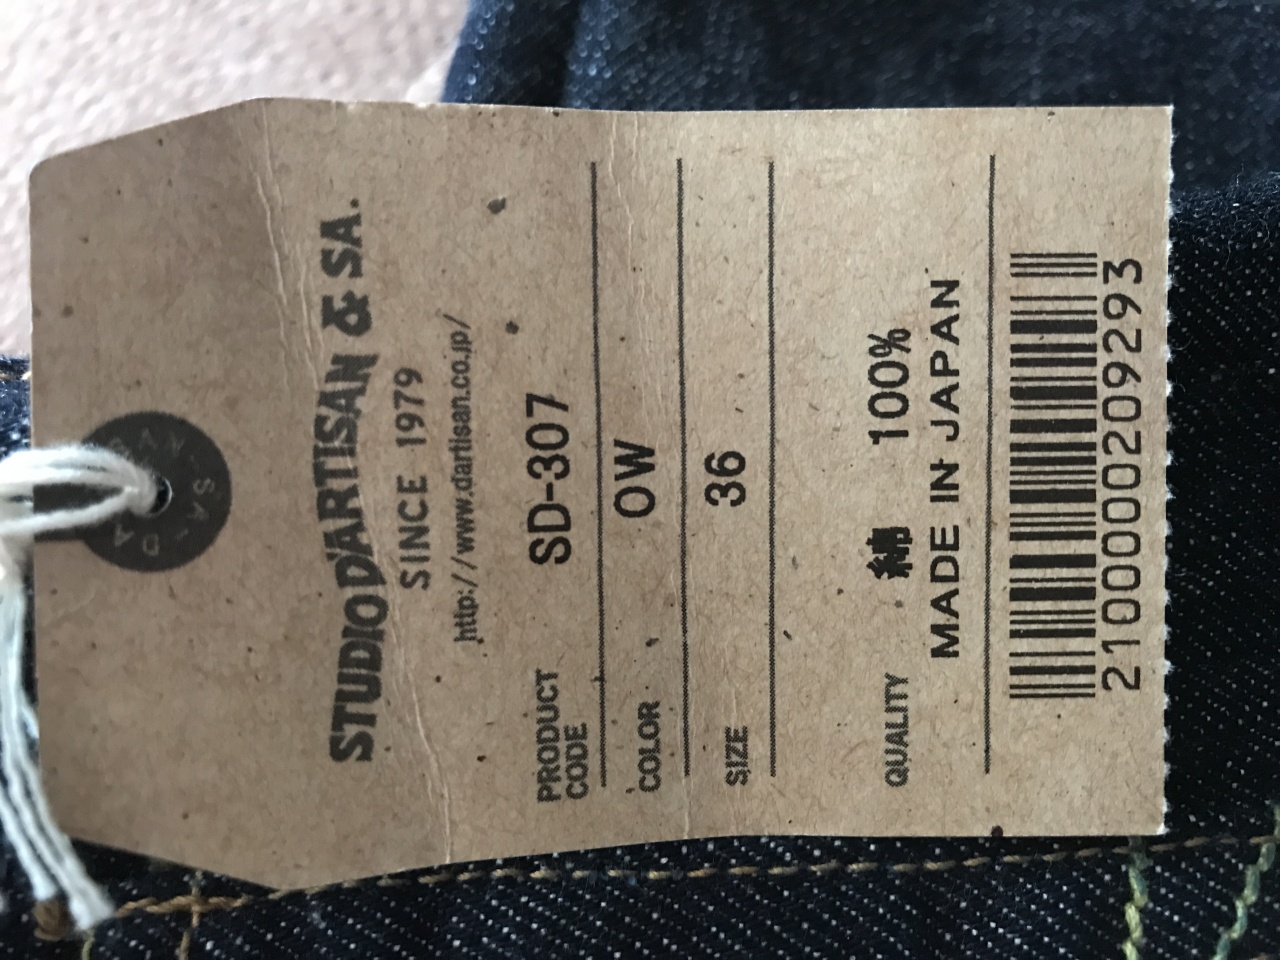 STUDIO D'ARTISAN & SA.
SINCE 1979
http://www.dartisan.co.jp/
PRODUCT CODE SD-307
COLOR OW
SIZE 36
QUALITY 綿 100%
MADE IN JAPAN
2100000209293